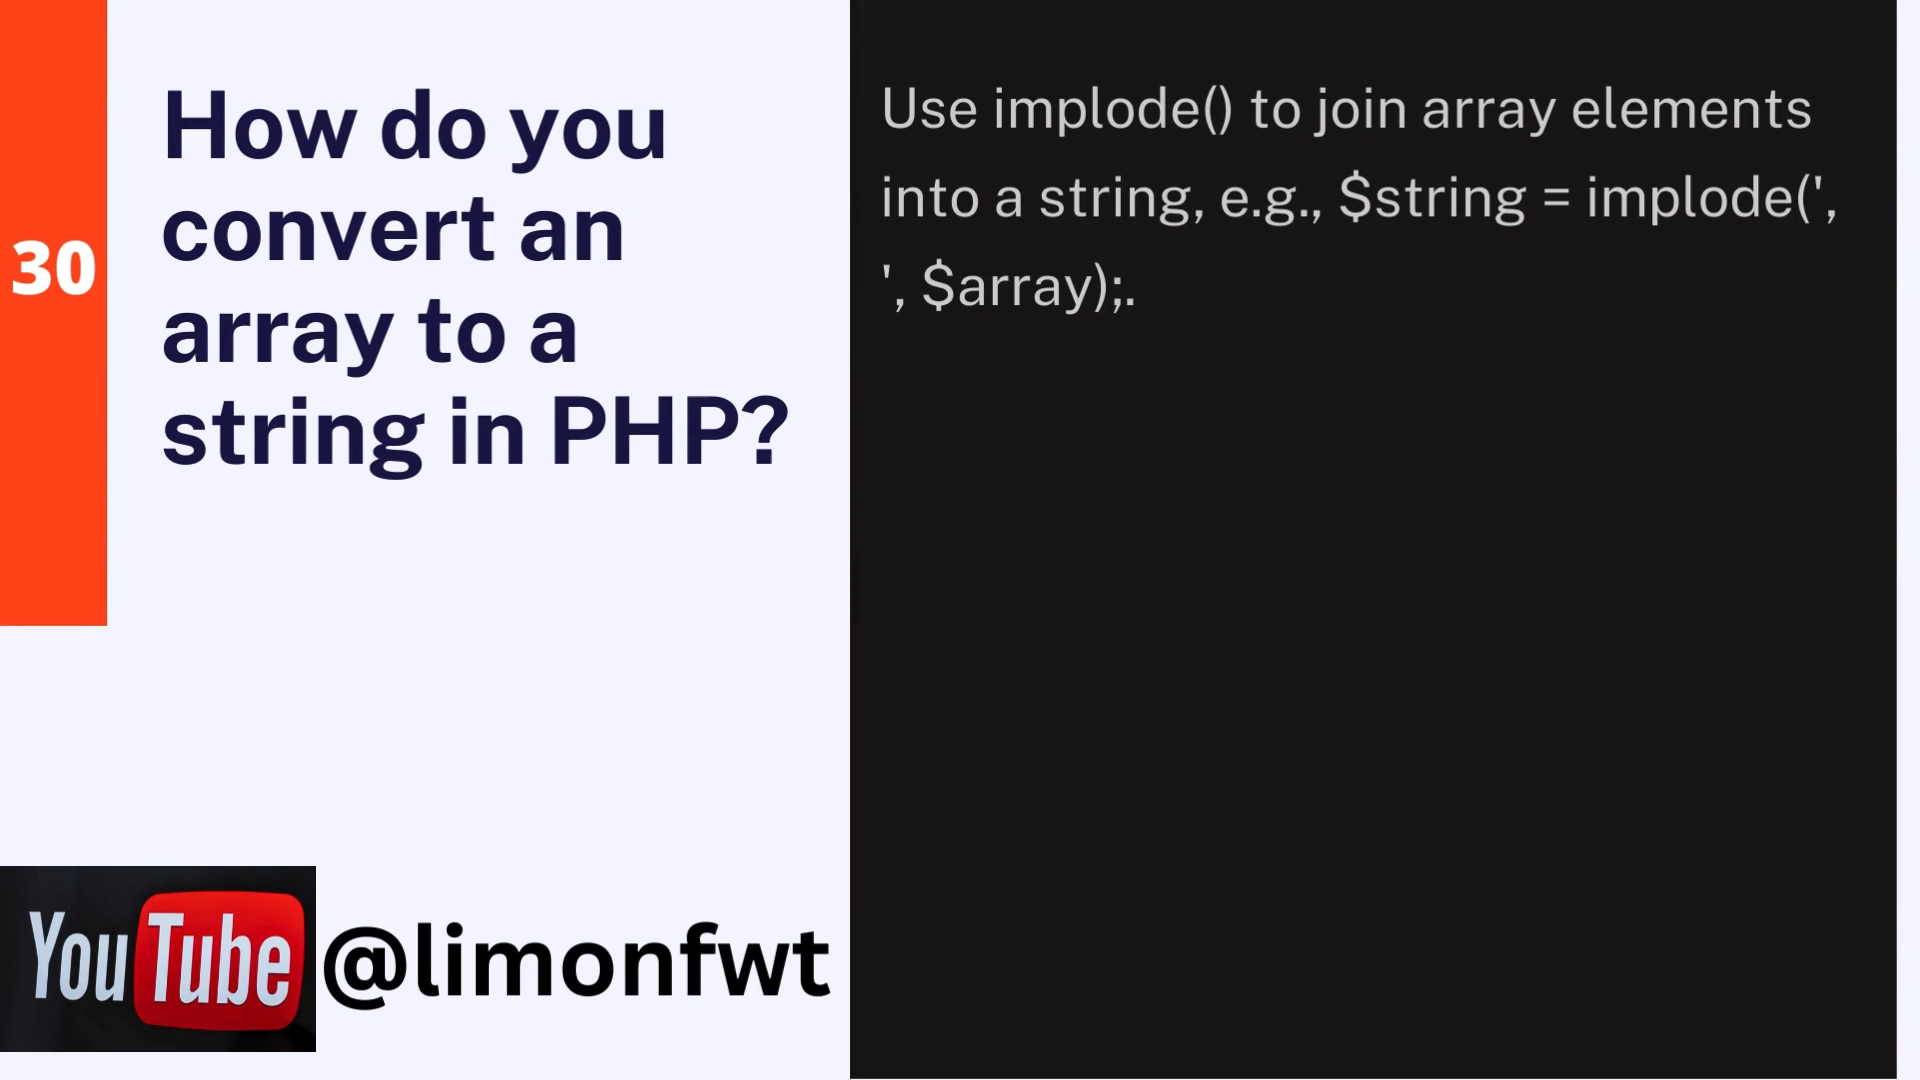 30
How do you
convert an
array to a
string in PHP?
Use implode() to join array elements
into a string, e.g., $string = implode(',
', $array);.
YouTube
@limonfwt